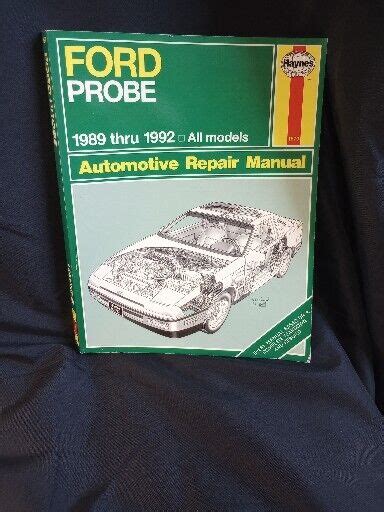 FORD
PROBE
Haynes
1989 thru 1992 □ All models
Automotive Repair Manual